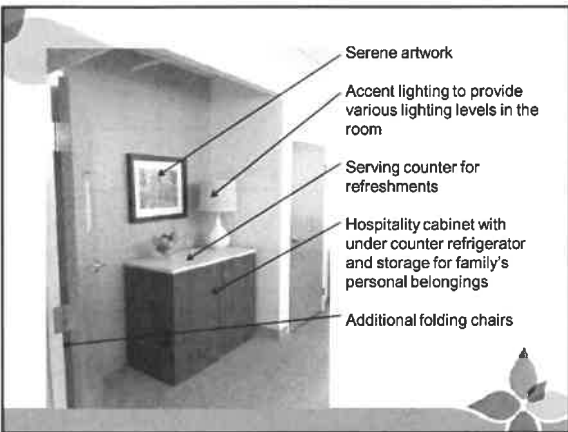 Serene artwork
Accent lighting to provide
various lighting levels in the
room
Serving counter for
refreshments
Hospitality cabinet with
under counter refrigerator
and storage for family's
personal belongings
Additional folding chairs